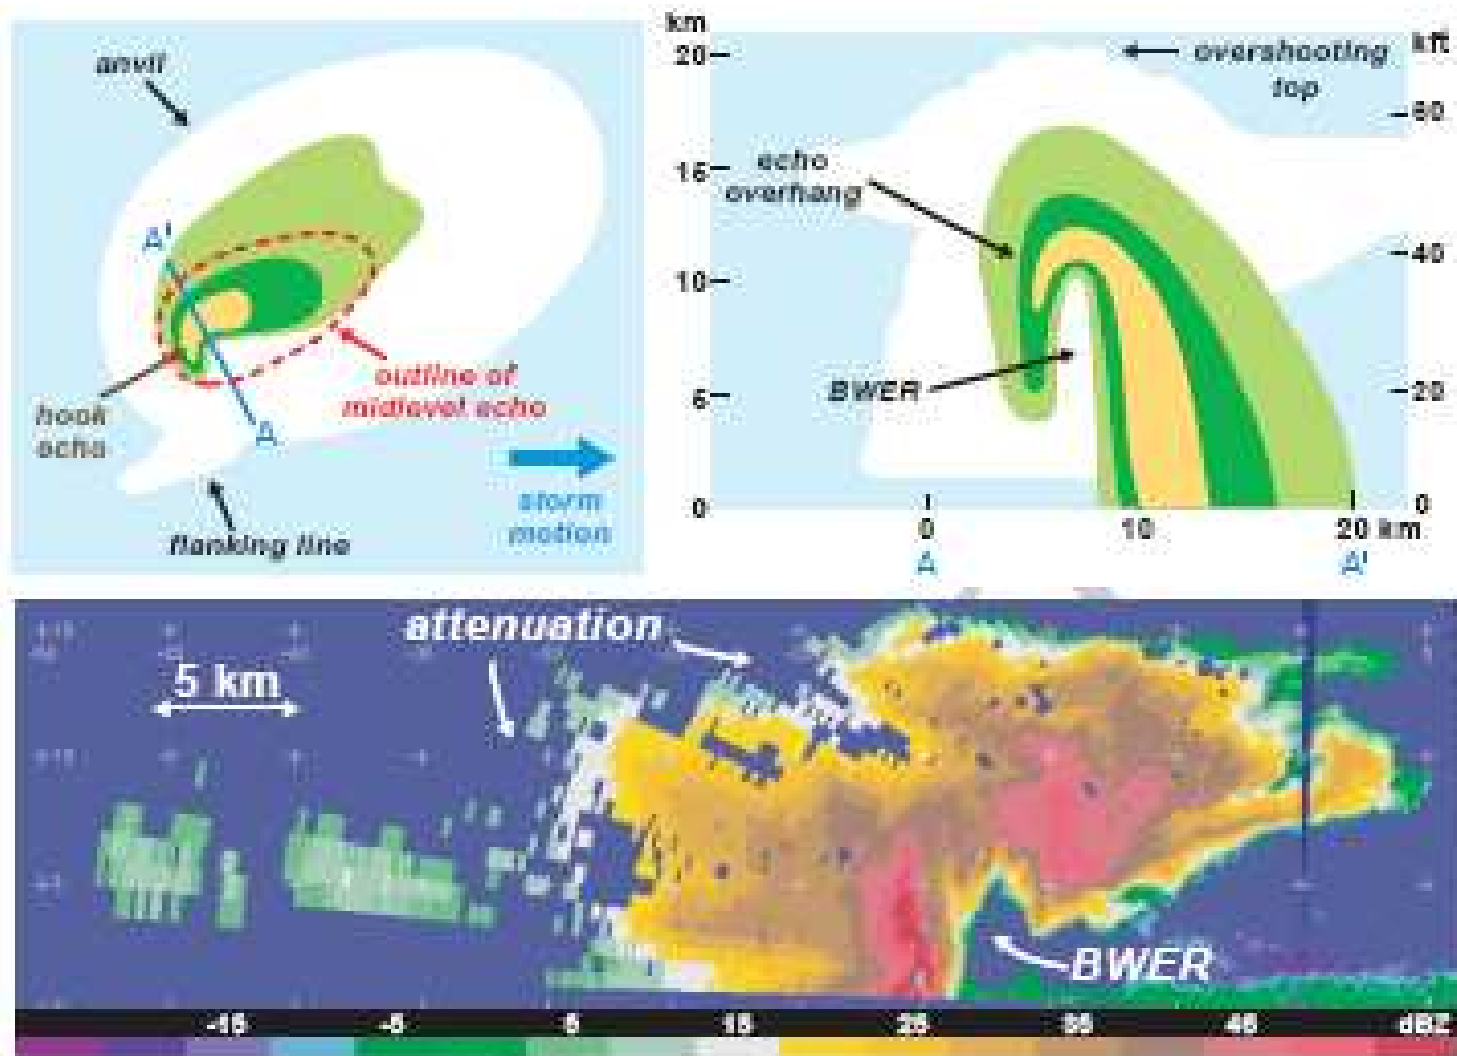 anvil
A'
outline of
midlevel echo
hook
echo
A
storm
motion
flanking line
km
20
15
10
5
0
overshooting
top
kft
60
40
20
0
echo
overhang
BWER
0
10
20 km
A
A'
attenuation
5 km
BWER
-15
-5
5
15
25
35
45
dBZ